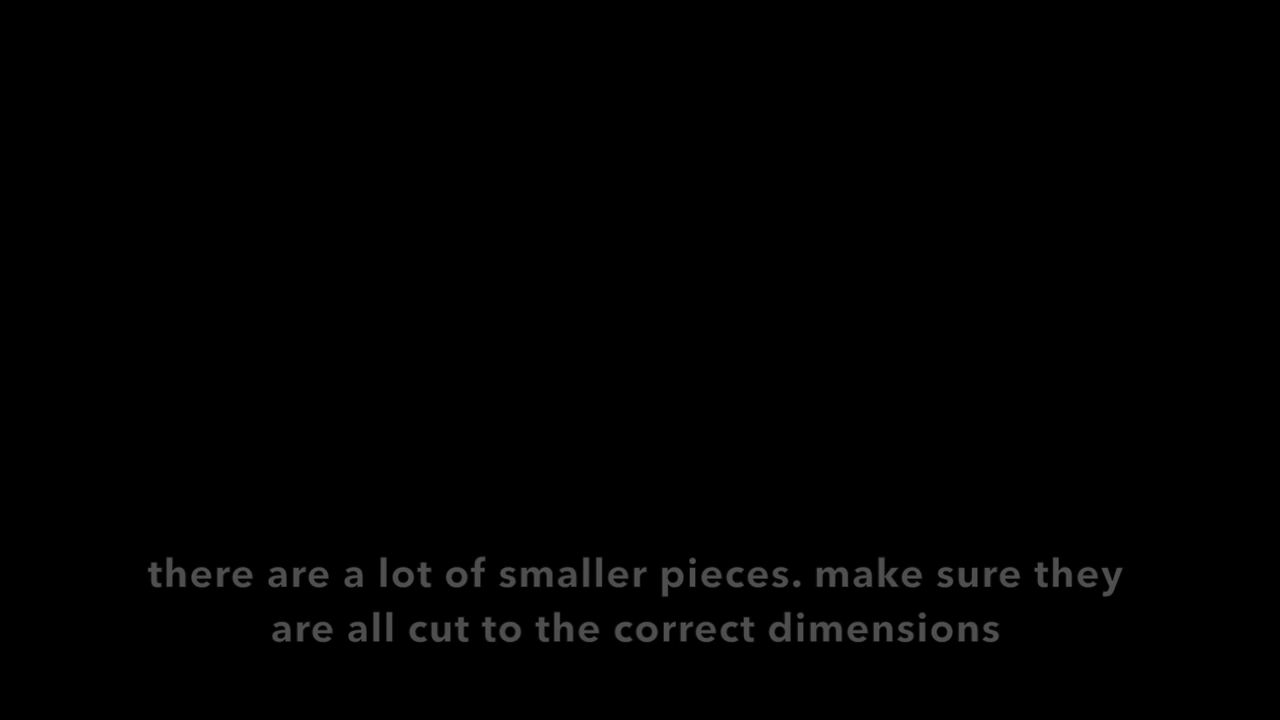 there are a lot of smaller pieces. make sure they
are all cut to the correct dimensions